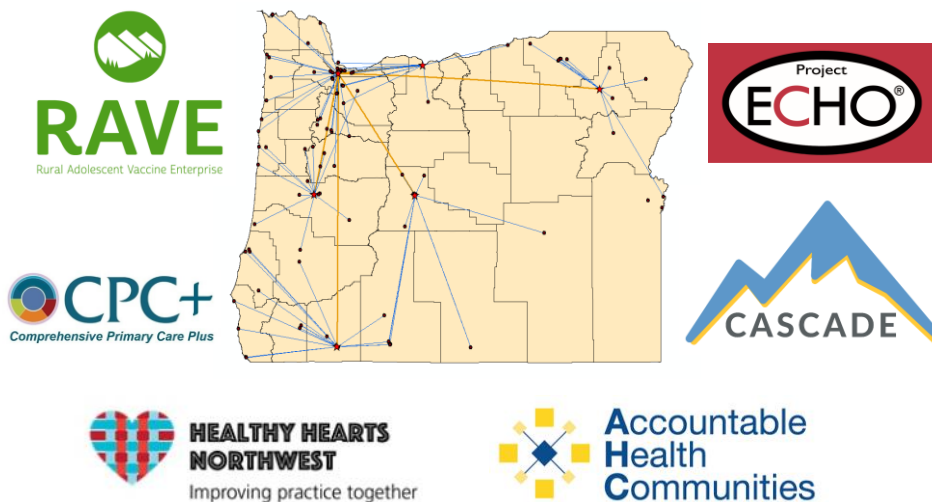 RAVE
Rural Adolescent Vaccine Enterprise
Project
ECHO®
CPC+
Comprehensive Primary Care Plus
CASCADE
HEALTHY HEARTS
NORTHWEST
Improving practice together
Accountable
Health
Communities